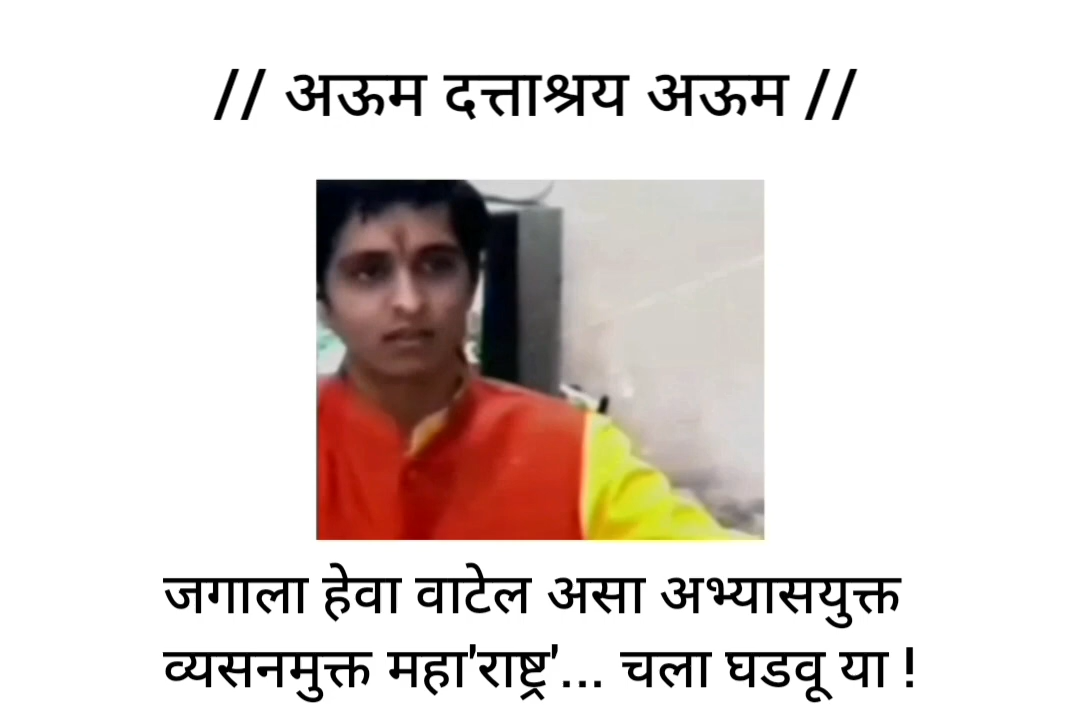 // अऊम दत्ताश्रय अऊम //
जगाला हेवा वाटेल असा अभ्यासयुक्त
व्यसनमुक्त महा'राष्ट्र'... चला घडवू या !